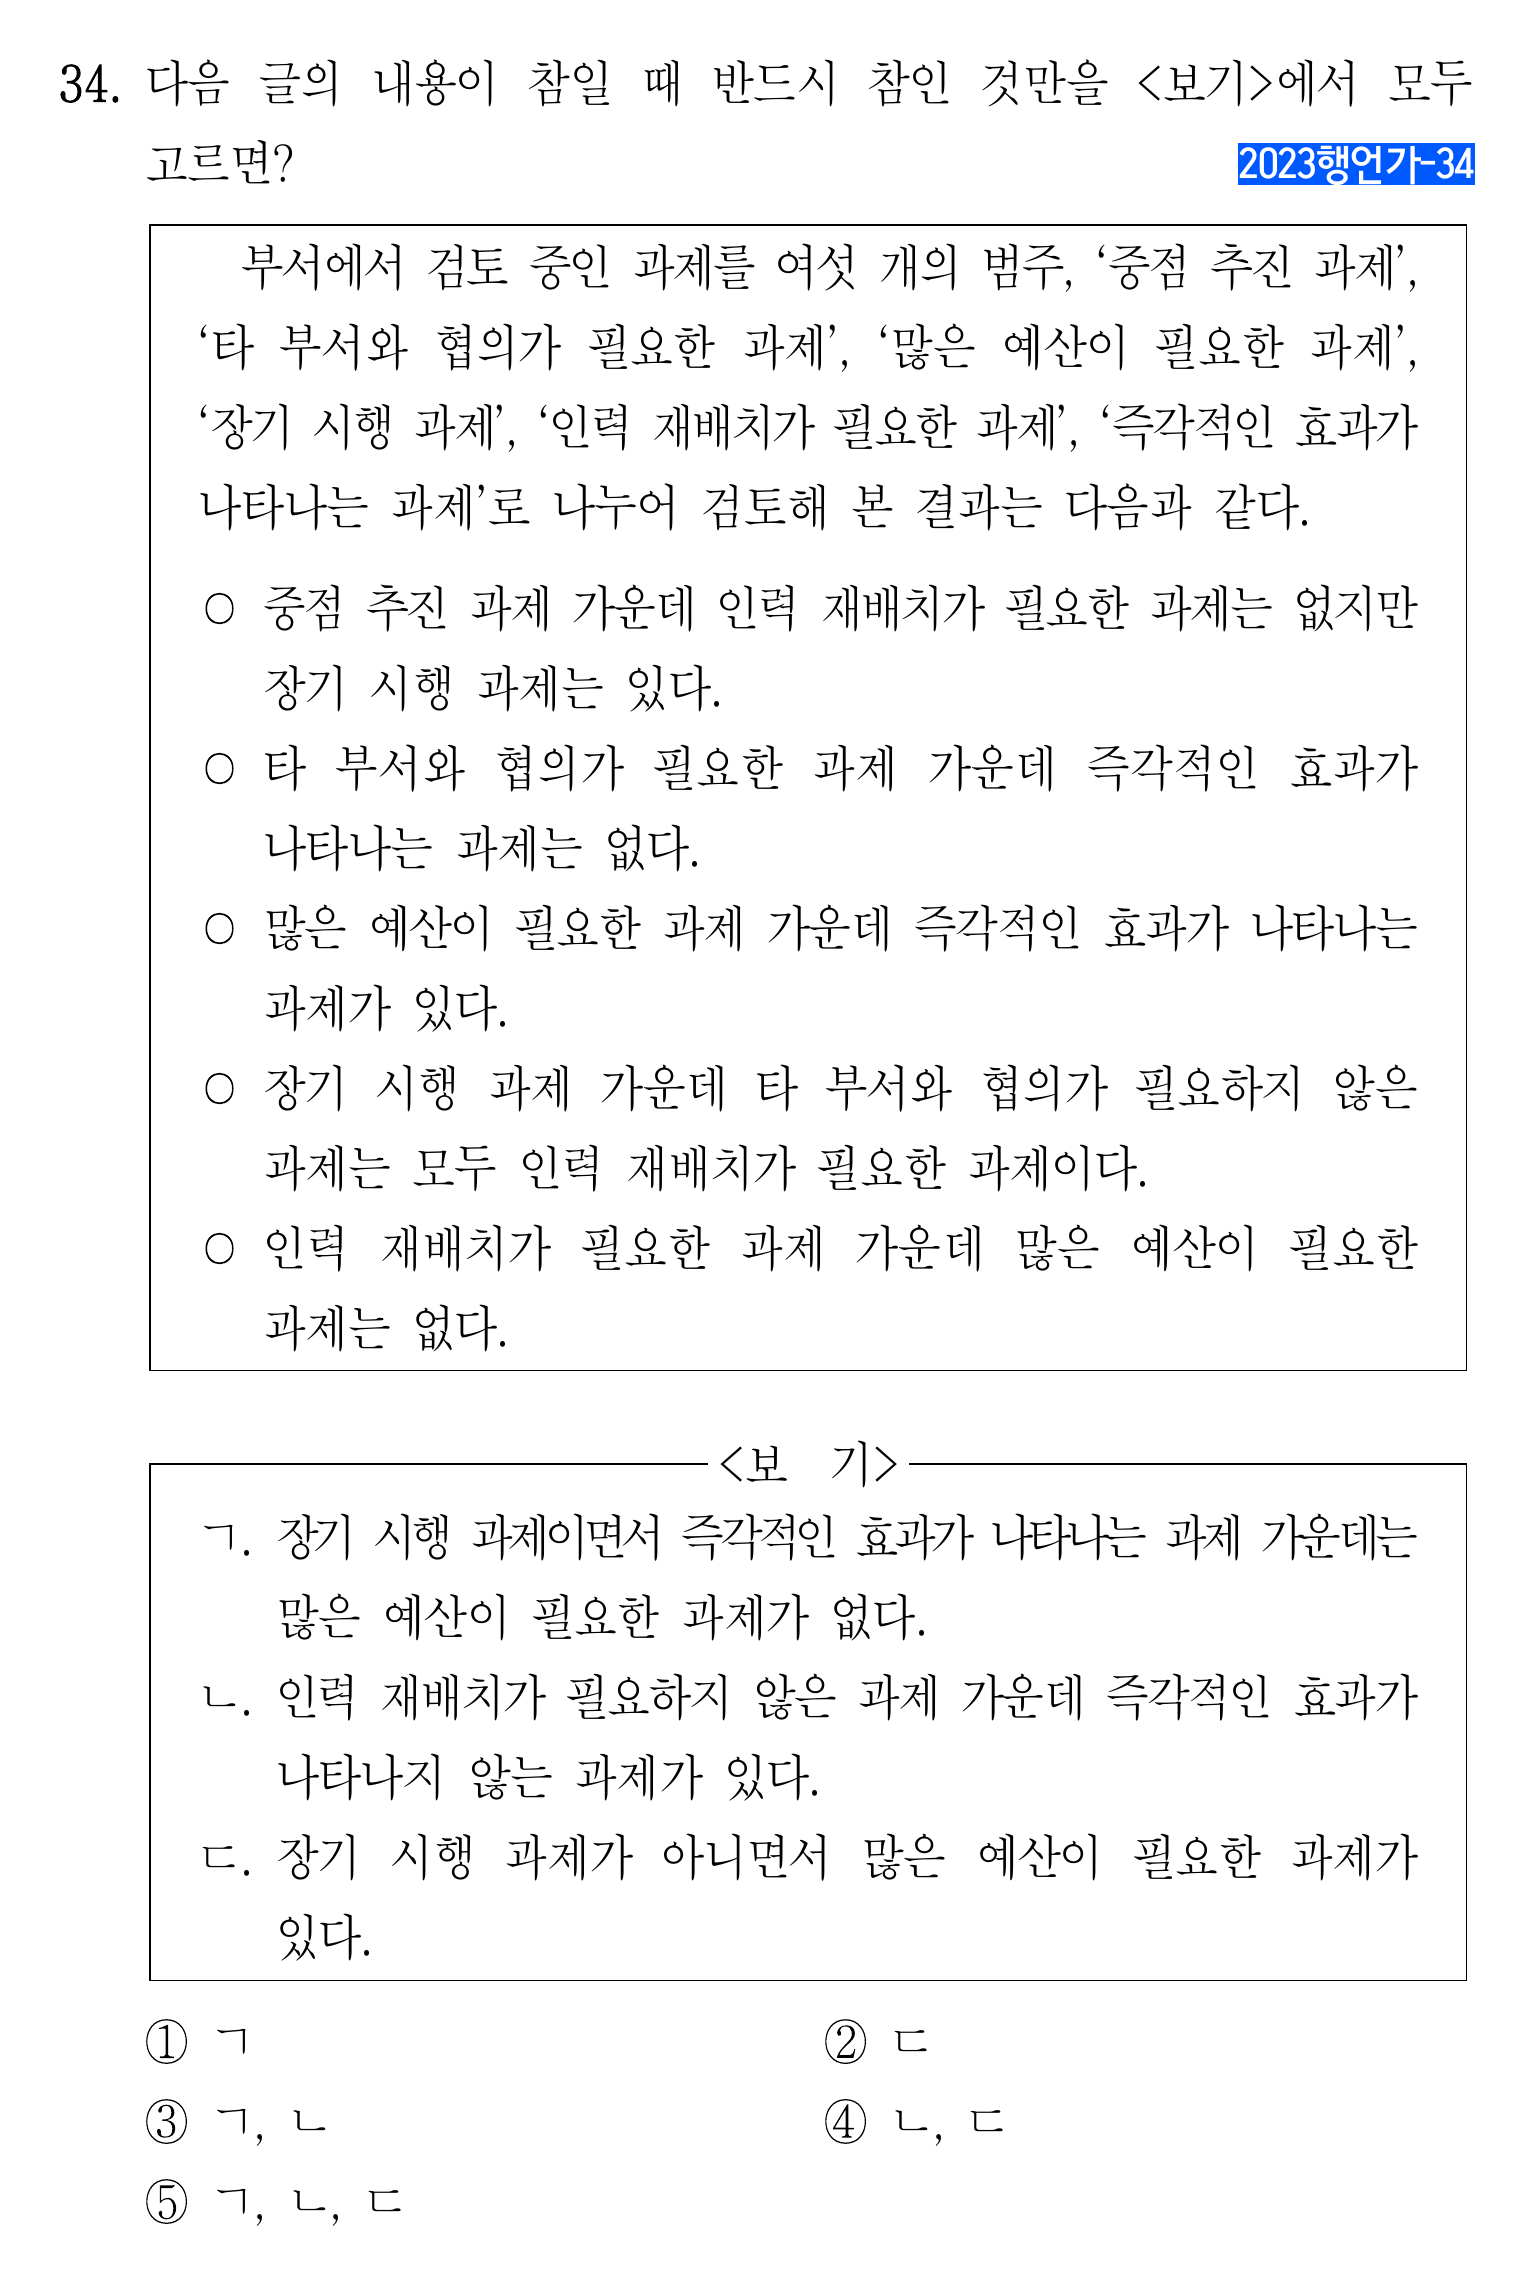 34. 다음 글의 내용이 참일 때 반드시 참인 것만을 <보기>에서 모두
고르면?
2023행언가-34
부서에서 검토 중인 과제를 여섯 개의 범주, ‘중점 추진 과제’,
‘타 부서와 협의가 필요한 과제’, ‘많은 예산이 필요한 과제’,
‘장기 시행 과제’, ‘인력 재배치가 필요한 과제’, ‘즉각적인 효과가
나타나는 과제’로 나누어 검토해 본 결과는 다음과 같다.
○ 중점 추진 과제 가운데 인력 재배치가 필요한 과제는 없지만
장기 시행 과제는 있다.
○ 타 부서와 협의가 필요한 과제 가운데 즉각적인 효과가
나타나는 과제는 없다.
○ 많은 예산이 필요한 과제 가운데 즉각적인 효과가 나타나는
과제가 있다.
○ 장기 시행 과제 가운데 타 부서와 협의가 필요하지 않은
과제는 모두 인력 재배치가 필요한 과제이다.
○ 인력 재배치가 필요한 과제 가운데 많은 예산이 필요한
과제는 없다.
<보 기>
ㄱ. 장기 시행 과제이면서 즉각적인 효과가 나타나는 과제 가운데는
많은 예산이 필요한 과제가 없다.
ㄴ. 인력 재배치가 필요하지 않은 과제 가운데 즉각적인 효과가
나타나지 않는 과제가 있다.
ㄷ. 장기 시행 과제가 아니면서 많은 예산이 필요한 과제가
있다.
① ㄱ ② ㄷ
③ ㄱ, ㄴ ④ ㄴ, ㄷ
⑤ ㄱ, ㄴ, ㄷ